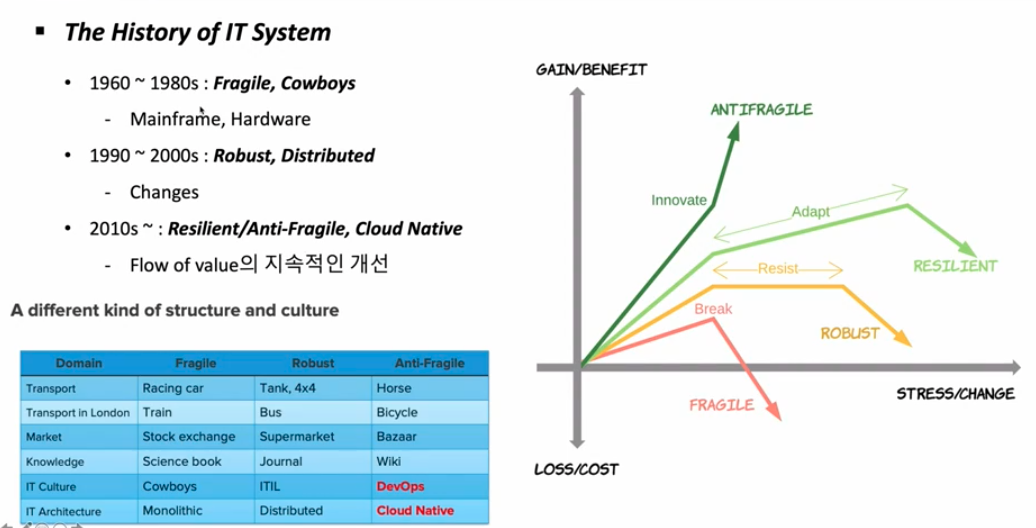 ▪ The History of IT System
• 1960 ~ 1980s : Fragile, Cowboys
- Mainframe, Hardware
• 1990 ~ 2000s : Robust, Distributed
- Changes
• 2010s ~ : Resilient/Anti-Fragile, Cloud Native
- Flow of value의 지속적인 개선
A different kind of structure and culture
Domain Fragile Robust Anti-Fragile
Transport Racing car Tank, 4x4 Horse
Transport in London Train Bus Bicycle
Market Stock exchange Supermarket Bazaar
Knowledge Science book Journal Wiki
IT Culture Cowboys ITIL DevOps
IT Architecture Monolithic Distributed Cloud Native
GAIN/BENEFIT
ANTIFRAGILE
Innovate
Adapt
RESILIENT
Resist
Break
ROBUST
STRESS/CHANGE
FRAGILE
LOSS/COST